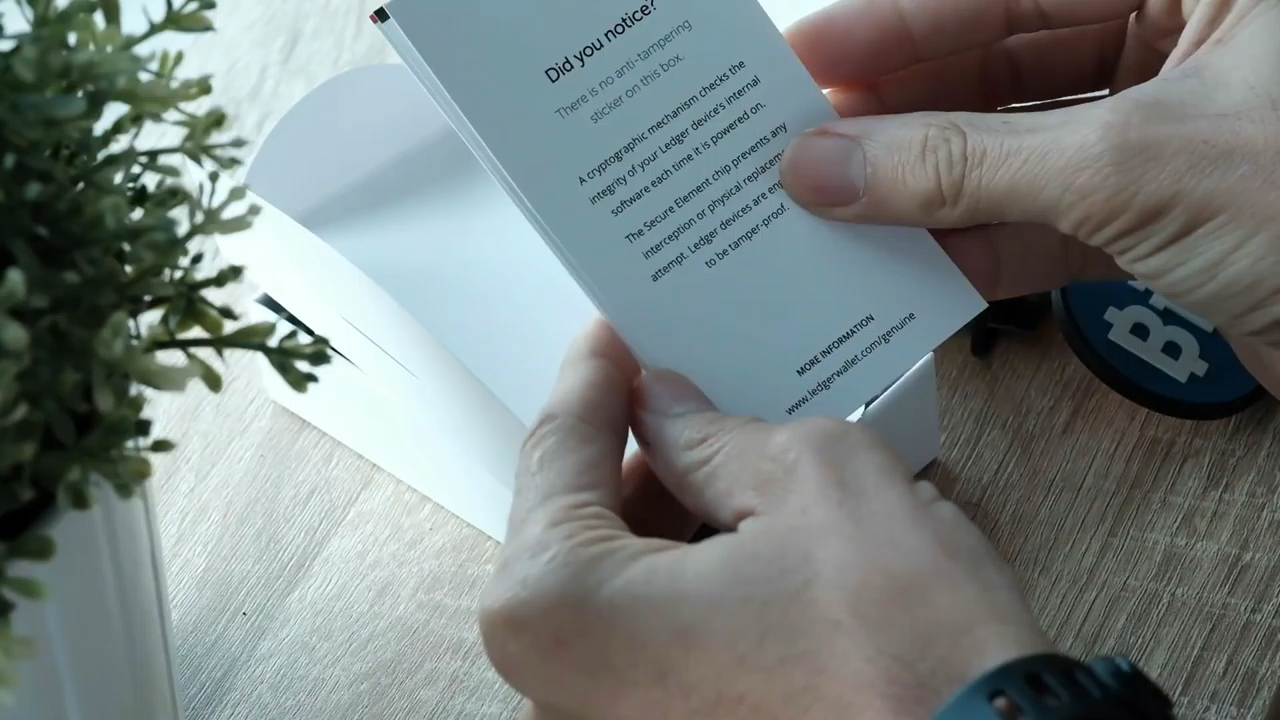 Did you notice?
There is no anti-tampering
sticker on this box.
A cryptographic mechanism checks the
integrity of your Ledger device's internal
software each time it is powered on.
The Secure Element chip prevents any
interception or physical
attempt. Ledger devices are
to be tamper-proof.
MORE INFORMATION
www.ledgerwallet.com/genuine